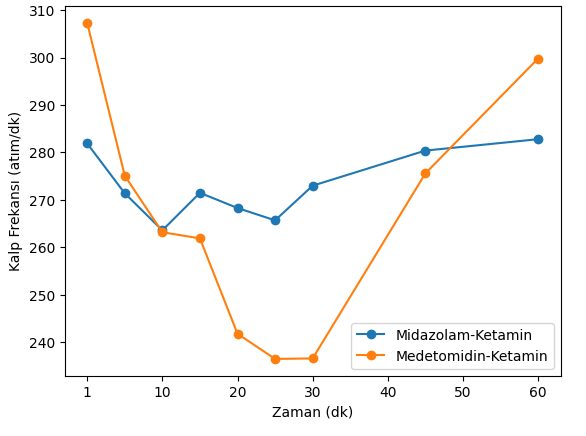 310
300
290
280
270
260
250
240
Kalp Frekansı (atım/dk)
Midazolam-Ketamin
Medetomidin-Ketamin
1 10 20 30 40 50 60
Zaman (dk)